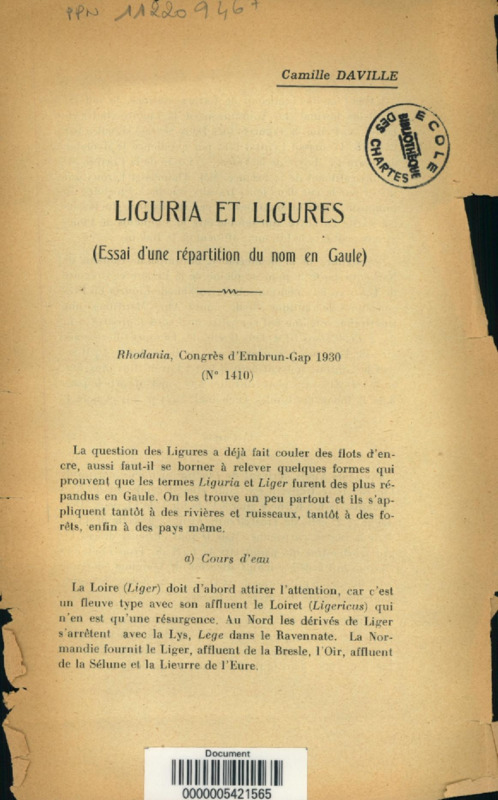 PPN 112209467
Camille DAVILLE
ECOLE DES CHARTES
BIBLIOTHÈQUE
LIGURIA ET LIGURES
(Essai d'une répartition du nom en Gaule)
Rhodania, Congrès d'Embrun-Gap 1930
(N° 1410)
La question des Ligures a déjà fait couler des flots d'en-
cre, aussi faut-il se borner à relever quelques formes qui
prouvent que les termes Liguria et Liger furent des plus ré-
pandus en Gaule. On les trouve un peu partout et ils s'ap-
pliquent tantôt à des rivières et ruisseaux, tantôt à des fo-
rêts, enfin à des pays même.
a) Cours d'eau
La Loire (Liger) doit d'abord attirer l'attention, car c'est
un fleuve type avec son affluent le Loiret (Ligericus) qui
n'en est qu'une résurgence. Au Nord les dérivés de Liger
s'arrêtent avec la Lys, Lege dans le Ravennate. La Nor-
mandie fournit le Liger, affluent de la Bresle, l'Oir, affluent
de la Sélune et la Lieurre de l'Eure.
Document
0000005421565